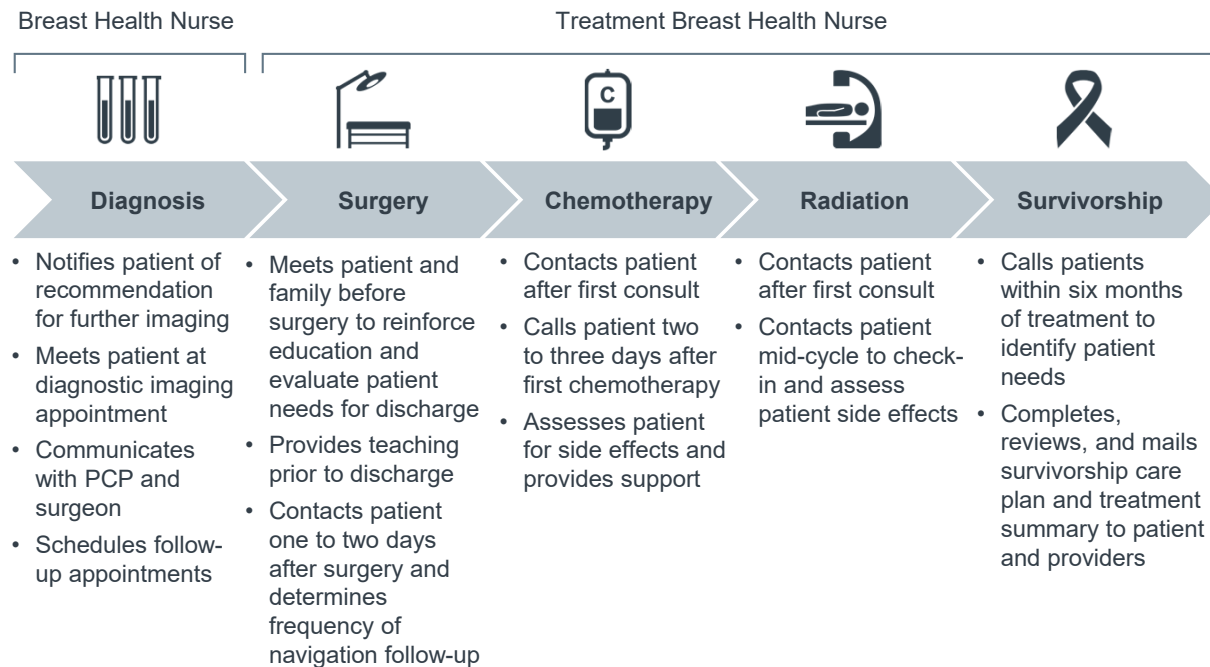 Breast Health Nurse
Treatment Breast Health Nurse
C
Diagnosis
Surgery
Chemotherapy
Radiation
Survivorship
• Notifies patient of
recommendation
for further imaging
• Meets patient at
diagnostic imaging
appointment
• Communicates
with PCP and
surgeon
• Schedules follow-
up appointments
• Meets patient and
family before
surgery to reinforce
education and
evaluate patient
needs for discharge
• Provides teaching
prior to discharge
• Contacts patient
one to two days
after surgery and
determines
frequency of
navigation follow-up
• Contacts patient
after first consult
• Calls patient two
to three days after
first chemotherapy
• Assesses patient
for side effects and
provides support
• Contacts patient
after first consult
• Contacts patient
mid-cycle to check-
in and assess
patient side effects
• Calls patients
within six months
of treatment to
identify patient
needs
• Completes,
reviews, and mails
survivorship care
plan and treatment
summary to patient
and providers